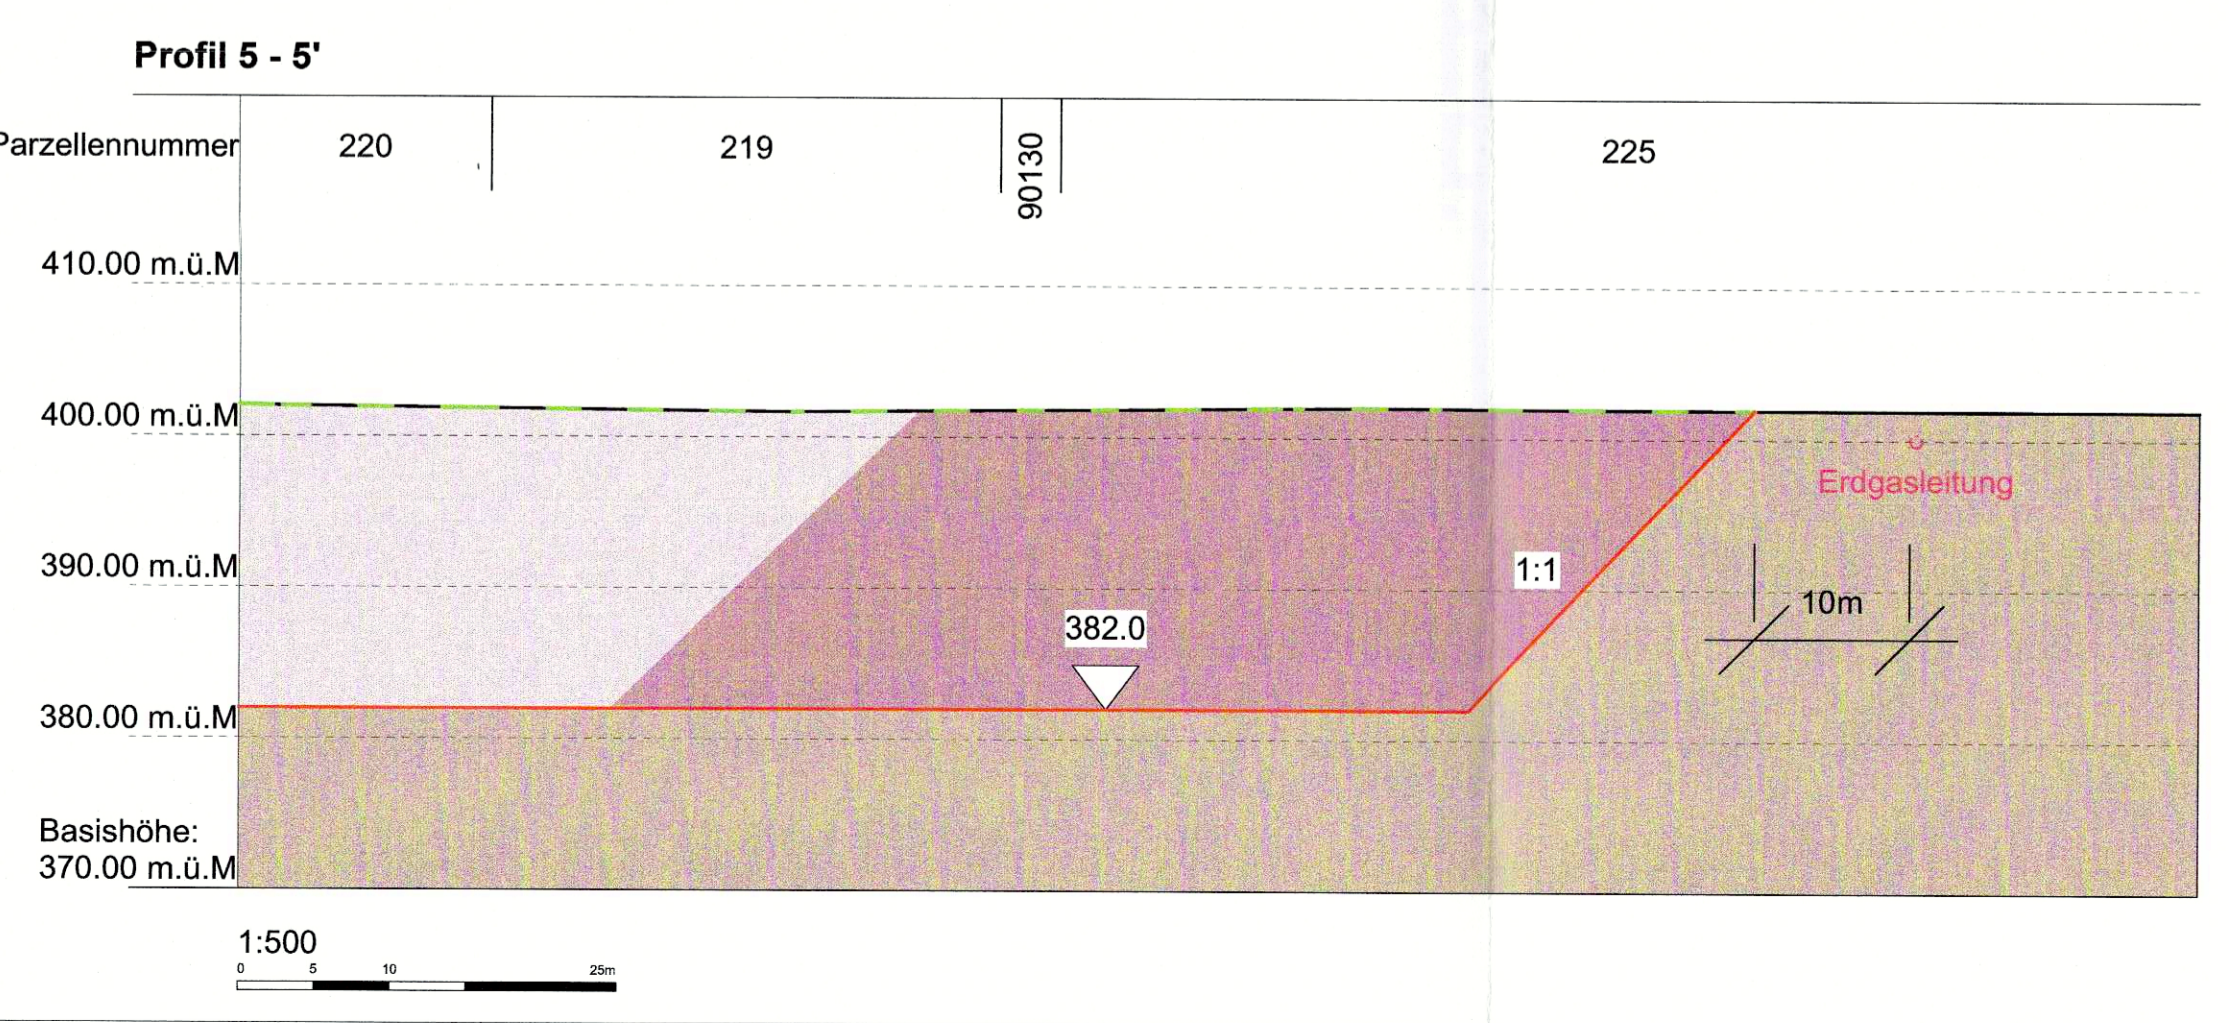 Profil 5 - 5'
Parzellennummer 220 219 90130 225
410.00 m.ü.M
400.00 m.ü.M
Erdgasleitung
390.00 m.ü.M
1:1
10m
382.0
380.00 m.ü.M
Basishöhe:
370.00 m.ü.M
1:500
0 5 10 25m